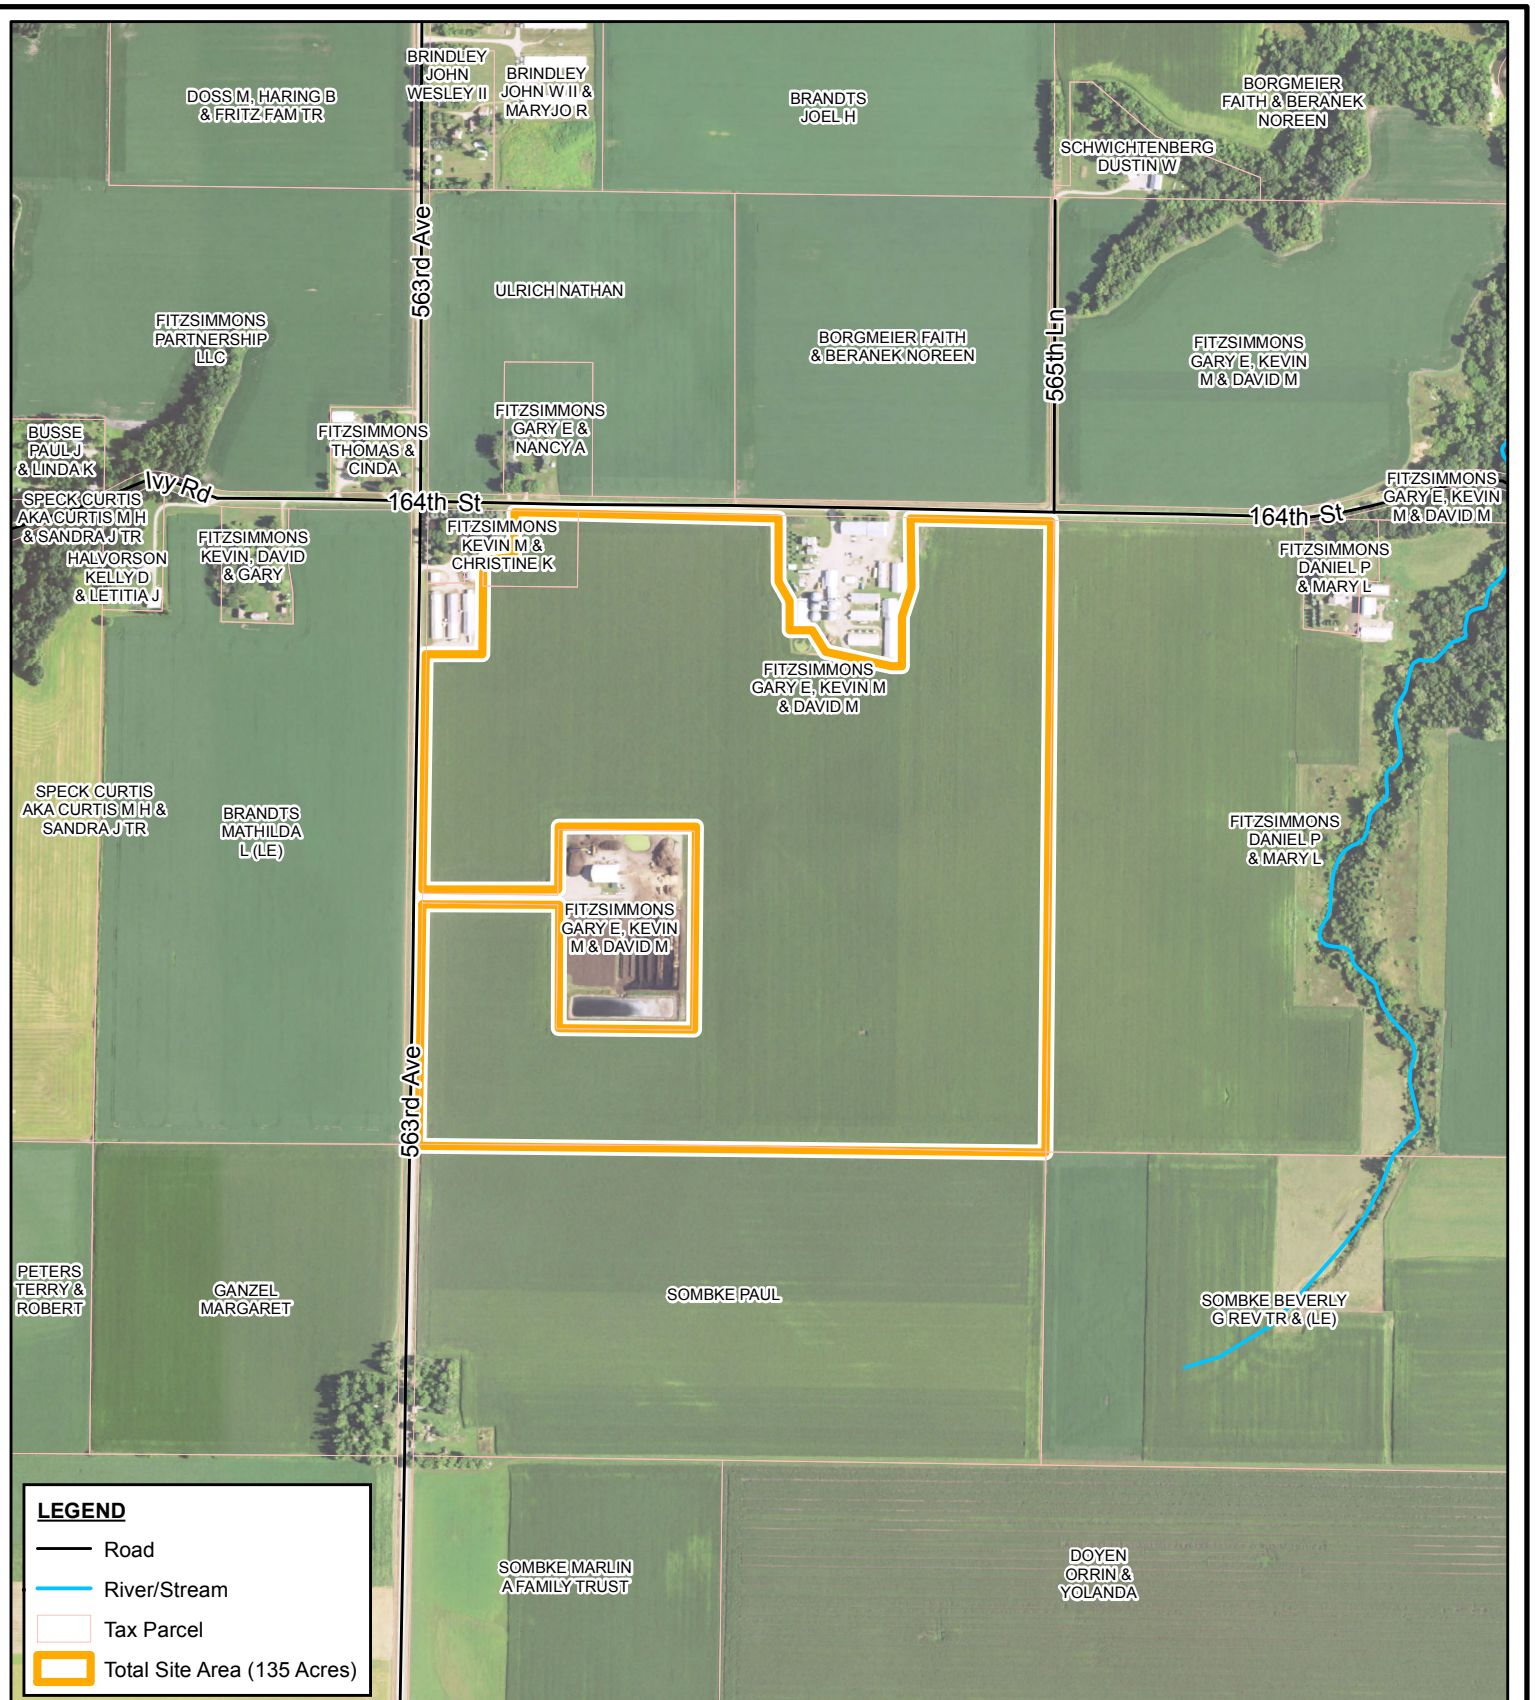 BRINDLEY
JOHN
WESLEY II
BRINDLEY
JOHN W II &
MARYJO R
DOSS M, HARING B
& FRITZ FAM TR
BRANDTS
JOEL H
BORGMEIER
FAITH & BERANEK
NOREEN
SCHWICHTENBERG
DUSTIN W
563rd Ave
ULRICH NATHAN
FITZSIMMONS
PARTNERSHIP
LLC
BORGMEIER FAITH
& BERANEK NOREEN
565th Ln
FITZSIMMONS
GARY E, KEVIN
M & DAVID M
FITZSIMMONS
GARY E &
NANCY A
BUSSE
PAUL J
& LINDA K
FITZSIMMONS
THOMAS &
CINDA
Ivy Rd
164th St
164th St
FITZSIMMONS
GARY E, KEVIN
M & DAVID M
SPECK CURTIS
AKA CURTIS M H
& SANDRA J TR
HALVORSON
KELLY D
& LETITIA J
FITZSIMMONS
KEVIN, DAVID
& GARY
FITZSIMMONS
KEVIN M &
CHRISTINE K
FITZSIMMONS
DANIEL P
& MARY L
FITZSIMMONS
GARY E, KEVIN M
& DAVID M
SPECK CURTIS
AKA CURTIS M H &
SANDRA J TR
BRANDTS
MATHILDA
L (LE)
FITZSIMMONS
DANIEL P
& MARY L
FITZSIMMONS
GARY E, KEVIN
M & DAVID M
563rd Ave
PETERS
TERRY &
ROBERT
GANZEL
MARGARET
SOMBKE PAUL
SOMBKE BEVERLY
G REV TR & (LE)
SOMBKE MARLIN
A FAMILY TRUST
DOYEN
ORRIN &
YOLANDA
LEGEND
Road
River/Stream
Tax Parcel
Total Site Area (135 Acres)